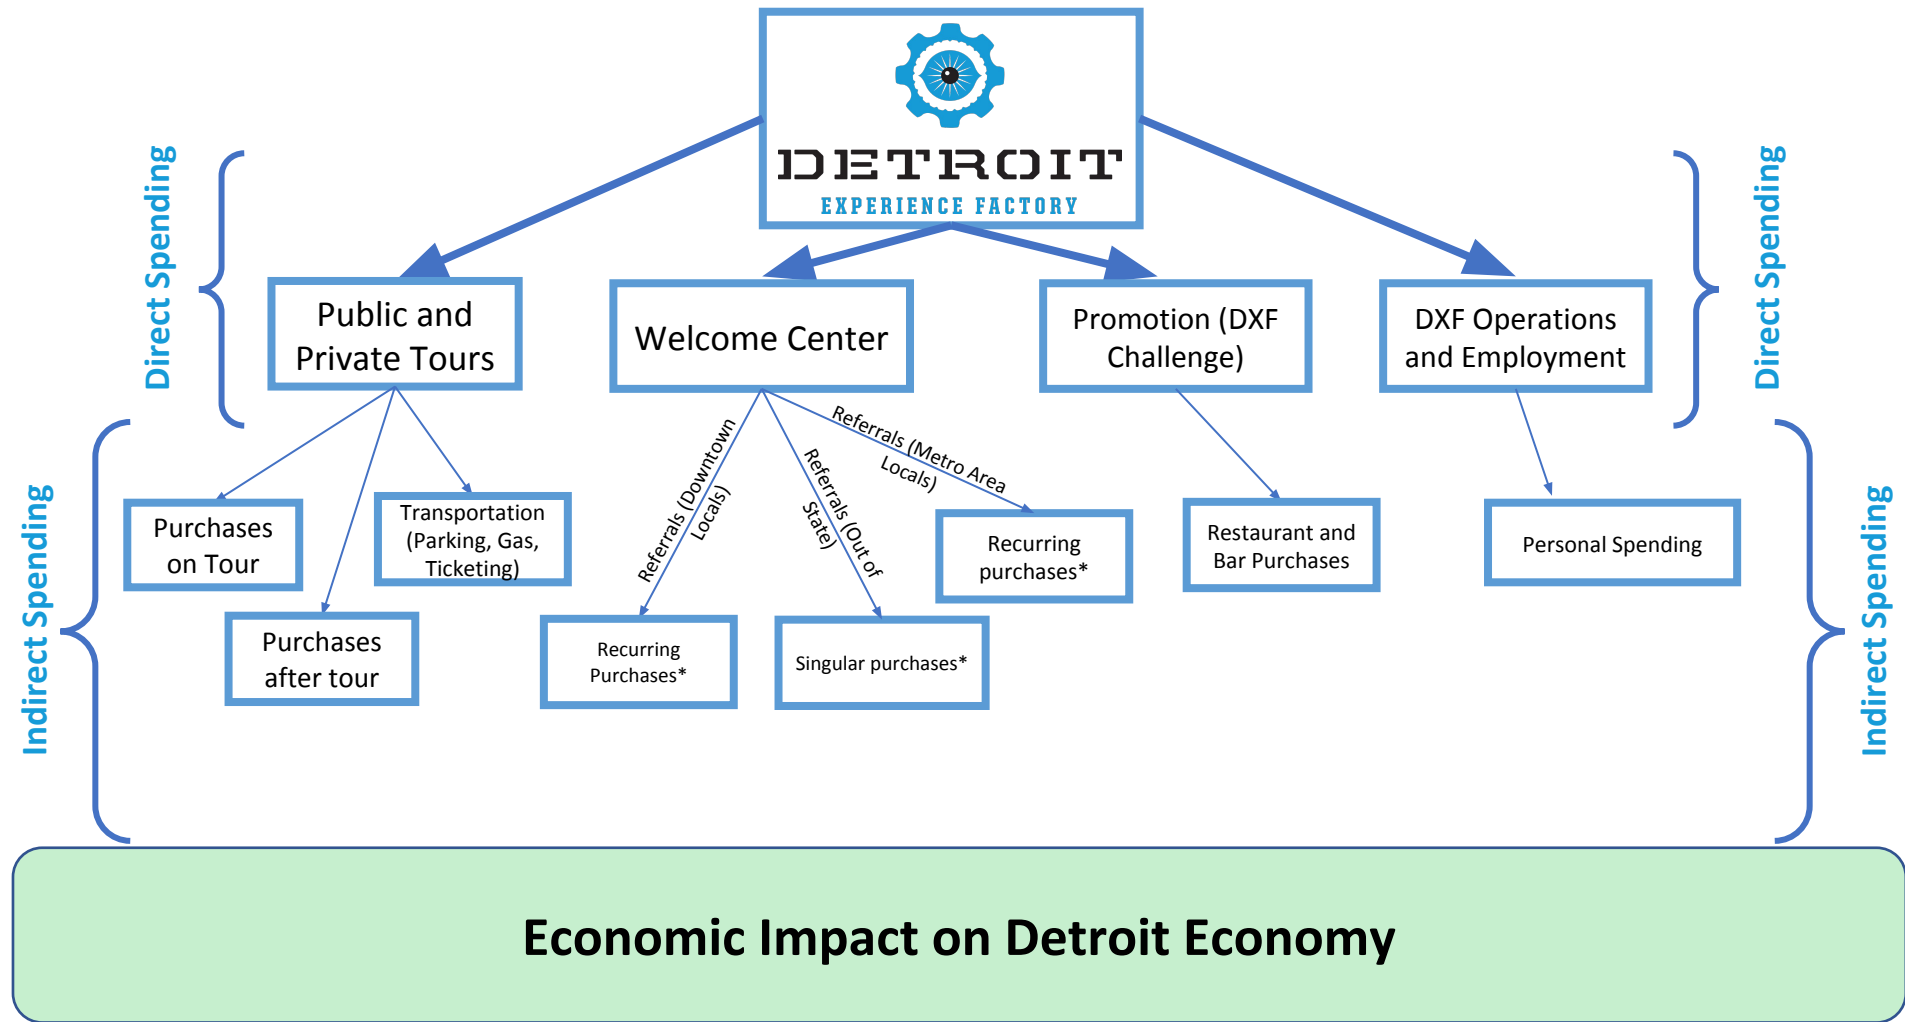 DETROIT
EXPERIENCE FACTORY
Direct Spending
Direct Spending
Public and
Private Tours
Welcome Center
Promotion (DXF
Challenge)
DXF Operations
and Employment
Referrals (Downtown
Locals)
Referrals (Out of
State)
Referrals (Metro Area
Locals)
Indirect Spending
Indirect Spending
Purchases
on Tour
Transportation
(Parking, Gas,
Ticketing)
Purchases
after tour
Recurring
Purchases*
Singular purchases*
Recurring
purchases*
Restaurant and
Bar Purchases
Personal Spending
Economic Impact on Detroit Economy